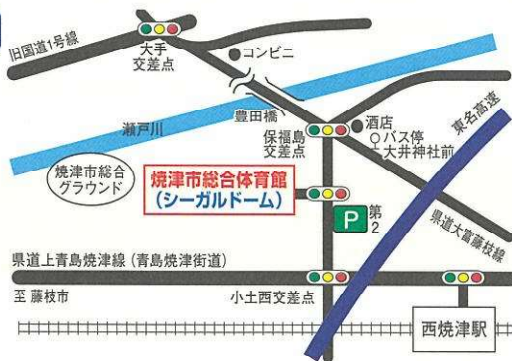 旧国道1号線
大手
交差点
コンビニ
豊田橋
瀬戸川
保福島
交差点
酒店
バス停
大井神社前
東名高速
焼津市総合
グラウンド
焼津市総合体育館
(シーガルドーム)
P
第2
県道大富藤枝線
県道上青島焼津線(青島焼津街道)
至 藤枝市
小土西交差点
西焼津駅